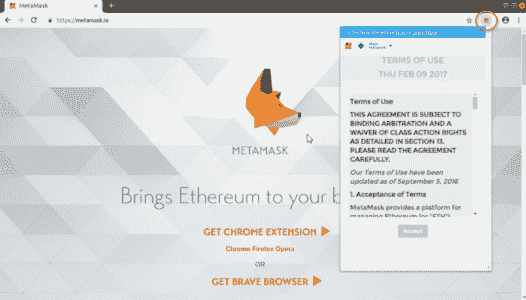 MetaMask
https://metamask.io
Main
Network
TERMS OF USE
THU FEB 09 2017
Terms of Use
THIS AGREEMENT IS SUBJECT TO
BINDING ARBITRATION AND A
WAIVER OF CLASS ACTION RIGHTS
AS DETAILED IN SECTION 13.
PLEASE READ THE AGREEMENT
CAREFULLY.
Our Terms of Use have been
updated as of September 5, 2016
1. Acceptance of Terms
MetaMask provides a platform for
managing Ethereum (or "ETH").
Accept
METAMASK
Brings Ethereum to your b
GET CHROME EXTENSION
Chrome Firefox Opera
OR
GET BRAVE BROWSER